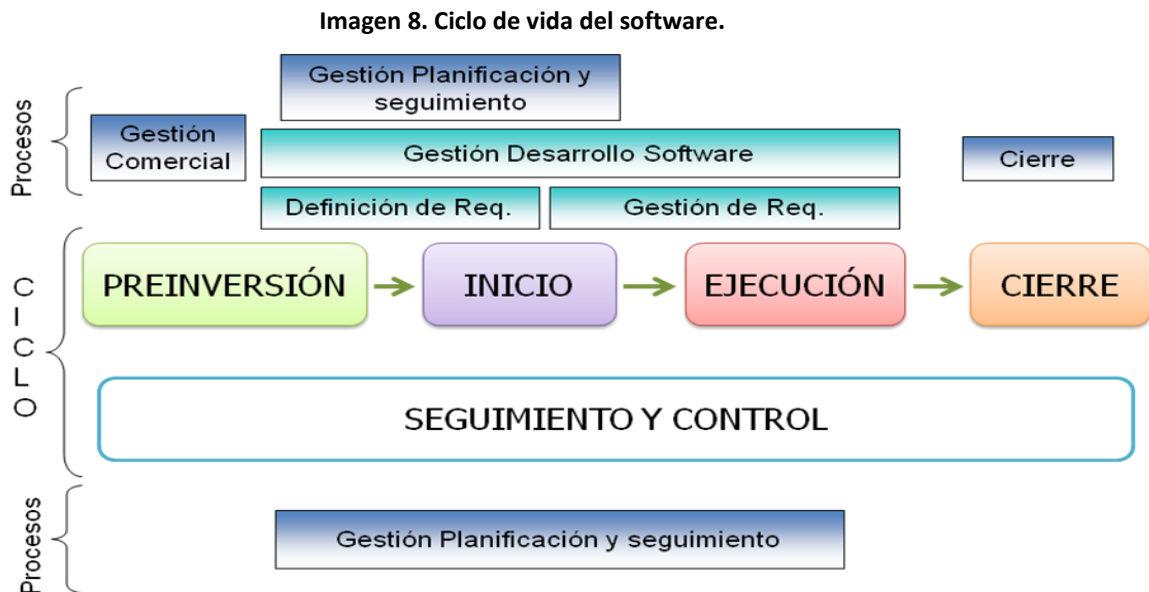 Imagen 8. Ciclo de vida del software.
Procesos
Gestión Planificación y
seguimiento
Gestión
Comercial
Gestión Desarrollo Software
Cierre
Definición de Req.
Gestión de Req.
CICLO
PREINVERSIÓN
INICIO
EJECUCIÓN
CIERRE
SEGUIMIENTO Y CONTROL
Procesos
Gestión Planificación y seguimiento